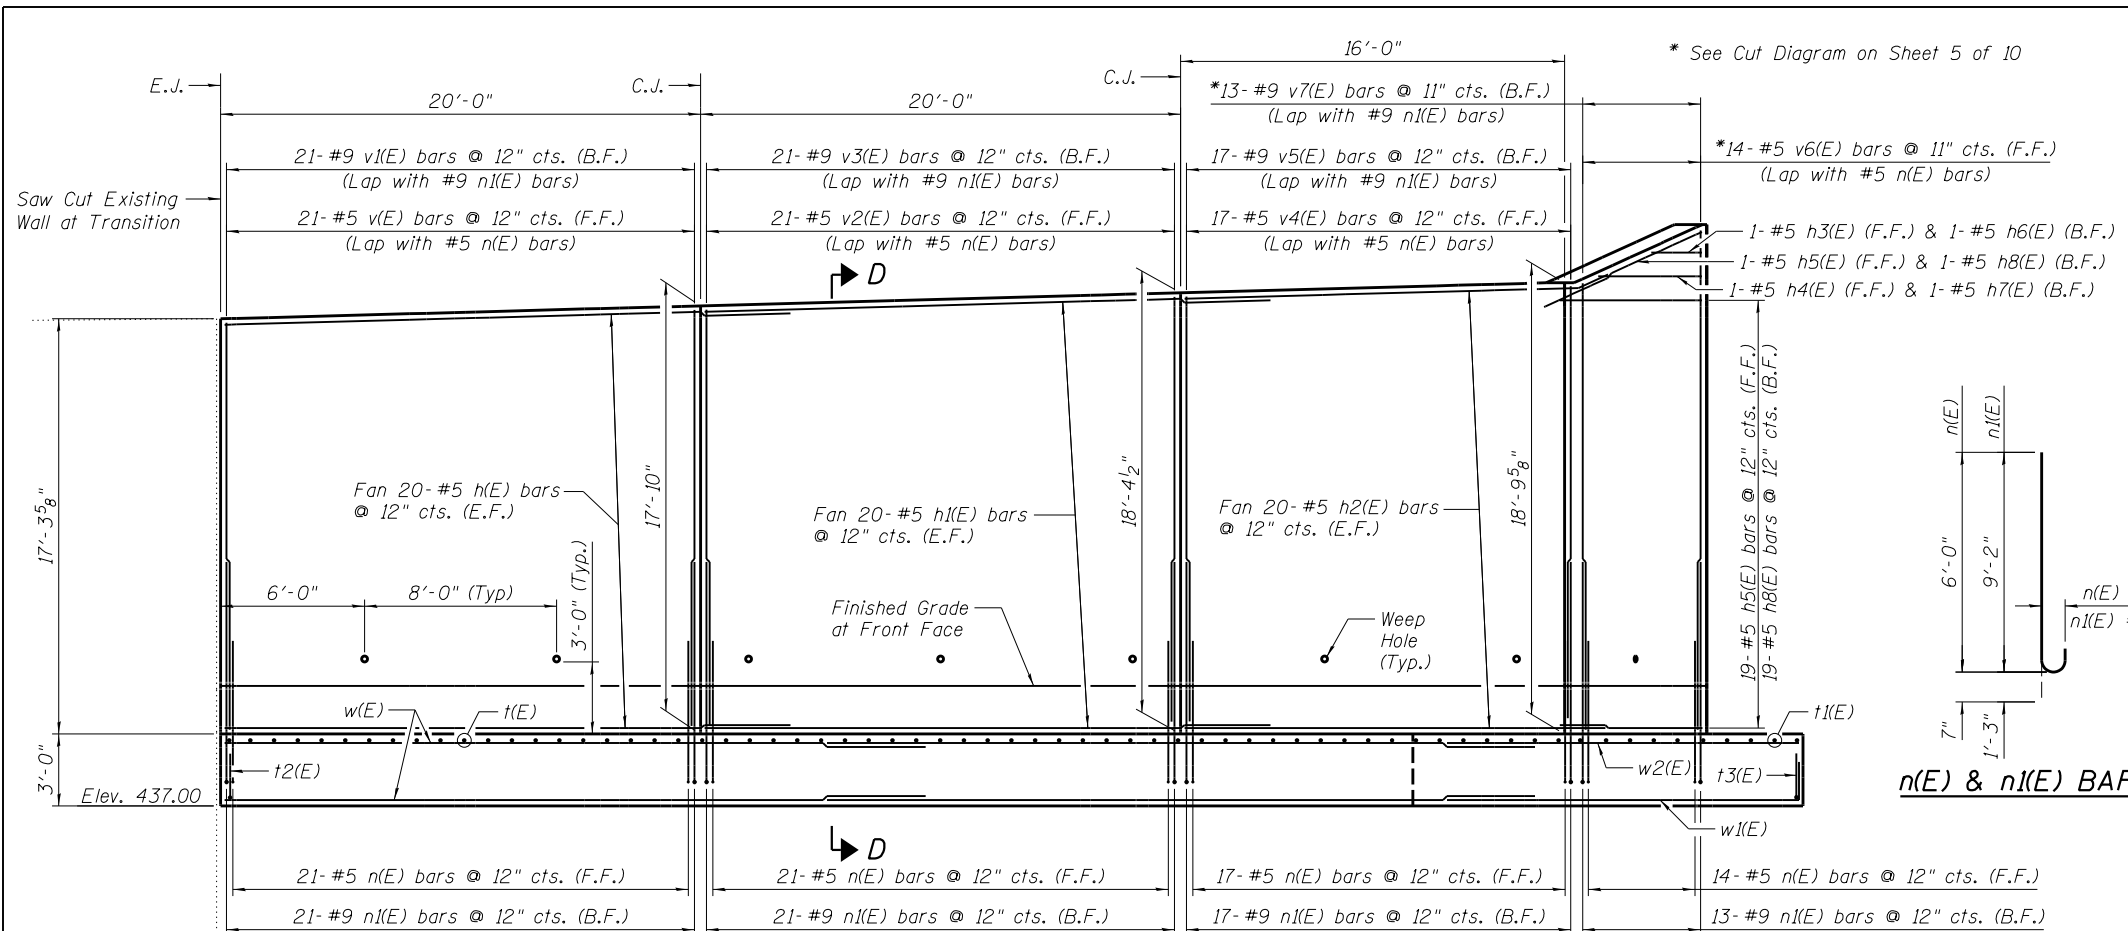 16'-0"
* See Cut Diagram on Sheet 5 of 10
E.J.
C.J.
C.J.
20'-0"
20'-0"
*13- #9 v7(E) bars @ 11" cts. (B.F.)
(Lap with #9 n1(E) bars)
*14- #5 v6(E) bars @ 11" cts. (F.F.)
(Lap with #5 n(E) bars)
21- #9 v1(E) bars @ 12" cts. (B.F.)
(Lap with #9 n1(E) bars)
21- #9 v3(E) bars @ 12" cts. (B.F.)
(Lap with #9 n1(E) bars)
17- #9 v5(E) bars @ 12" cts. (B.F.)
(Lap with #9 n1(E) bars)
Saw Cut Existing
Wall at Transition
21- #5 v(E) bars @ 12" cts. (F.F.)
(Lap with #5 n(E) bars)
21- #5 v2(E) bars @ 12" cts. (F.F.)
(Lap with #5 n(E) bars)
17- #5 v4(E) bars @ 12" cts. (F.F.)
(Lap with #5 n(E) bars)
1- #5 h3(E) (F.F.) & 1- #5 h6(E) (B.F.)
1- #5 h5(E) (F.F.) & 1- #5 h8(E) (B.F.)
1- #5 h4(E) (F.F.) & 1- #5 h7(E) (B.F.)
D
17'-3 5/8"
17'-10"
18'-4 1/2"
18'-9 5/8"
Fan 20- #5 h(E) bars
@ 12" cts. (E.F.)
Fan 20- #5 h1(E) bars
@ 12" cts. (E.F.)
Fan 20- #5 h2(E) bars
@ 12" cts. (E.F.)
19- #5 h5(E) bars @ 12" cts. (F.F.)
19- #5 h8(E) bars @ 12" cts. (B.F.)
n(E)
n1(E)
6'-0"
9'-2"
n(E)
n1(E)
6'-0"
8'-0" (Typ)
3'-0" (Typ.)
Finished Grade
at Front Face
Weep
Hole
(Typ.)
w(E)
t(E)
t1(E)
3'-0"
t2(E)
w2(E)
t3(E)
7"
1'-3"
n(E) & n1(E) BAR
Elev. 437.00
w1(E)
D
21- #5 n(E) bars @ 12" cts. (F.F.)
21- #5 n(E) bars @ 12" cts. (F.F.)
17- #5 n(E) bars @ 12" cts. (F.F.)
14- #5 n(E) bars @ 12" cts. (F.F.)
21- #9 n1(E) bars @ 12" cts. (B.F.)
21- #9 n1(E) bars @ 12" cts. (B.F.)
17- #9 n1(E) bars @ 12" cts. (B.F.)
13- #9 n1(E) bars @ 12" cts. (B.F.)